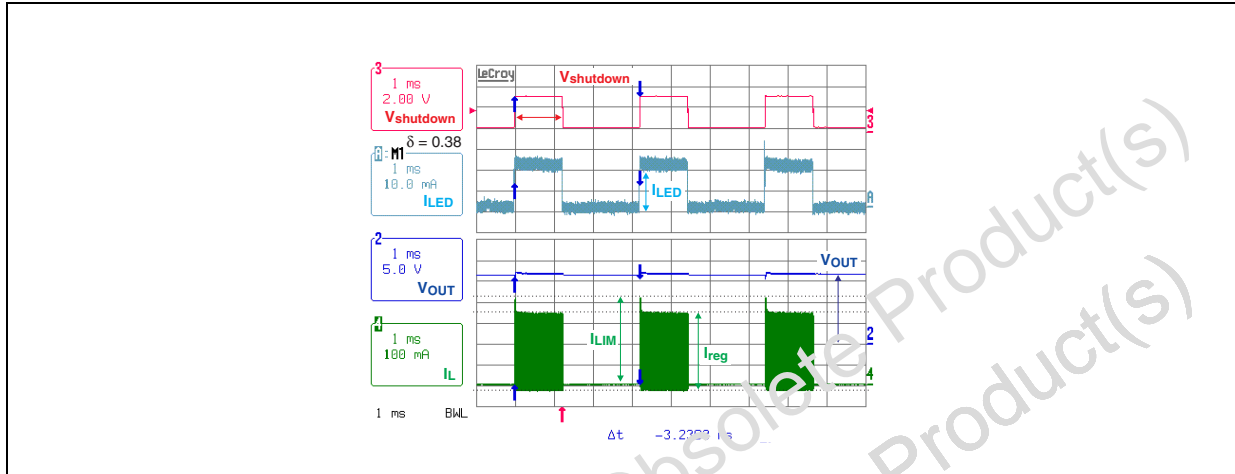 3
1 ms
2.00 V
Vshutdown
δ = 0.38
A:M1
1 ms
10.0 mA
ILED
2
1 ms
5.0 V
VOUT
4
1 ms
100 mA
IL
1 ms BWL
LeCroy
Vshutdown
3
ILED
A
VOUT
ILIM
Ireg
2
4
Δt
ms
Obsolete Product(s)
Product(s)